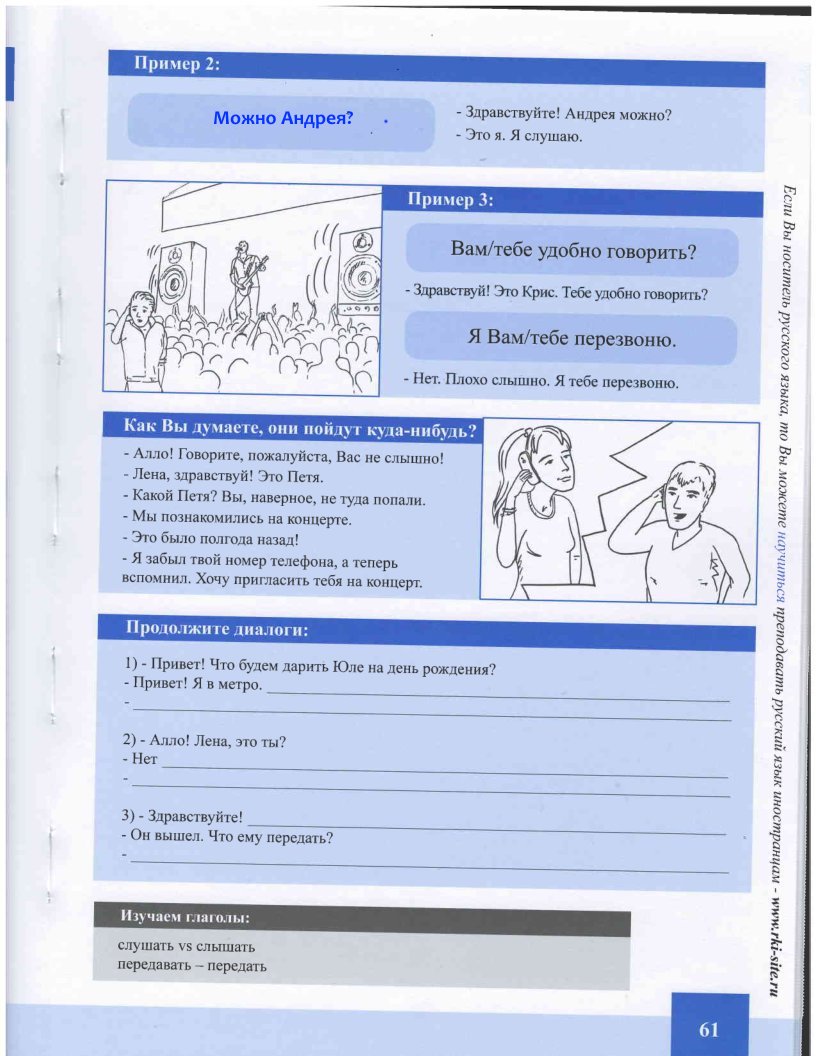 Пример 2:
Можно Андрея?
- Здравствуйте! Андрея можно?
- Это я. Я слушаю.
Пример 3:
Вам/тебе удобно говорить?
- Здравствуй! Это Крис. Тебе удобно говорить?
Я Вам/тебе перезвоню.
- Нет. Плохо слышно. Я тебе перезвоню.
Как Вы думаете, они пойдут куда-нибудь?
- Алло! Говорите, пожалуйста, Вас не слышно!
- Лена, здравствуй! Это Петя.
- Какой Петя? Вы, наверное, не туда попали.
- Мы познакомились на концерте.
- Это было полгода назад!
- Я забыл твой номер телефона, а теперь
вспомнил. Хочу пригласить тебя на концерт.
Продолжите диалоги:
1) - Привет! Что будем дарить Юле на день рождения?
- Привет! Я в метро.
-
2) - Алло! Лена, это ты?
- Нет
-
3) - Здравствуйте!
- Он вышел. Что ему передать?
-
Изучаем глаголы:
слушать vs слышать
передавать – передать
61
Если Вы носитель русского языка, то Вы можете научиться преподавать русский язык иностранцам - www.rki-site.ru